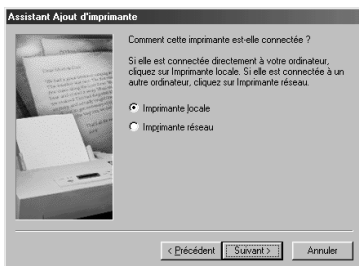 Assistant Ajout d'imprimante
Comment cette imprimante est-elle connectée ?
Si elle est connectée directement à votre ordinateur,
cliquez sur Imprimante locale. Si elle est connectée à un
autre ordinateur, cliquez sur Imprimante réseau.
Imprimante locale
Imprimante réseau
< Précédent
Suivant >
Annuler